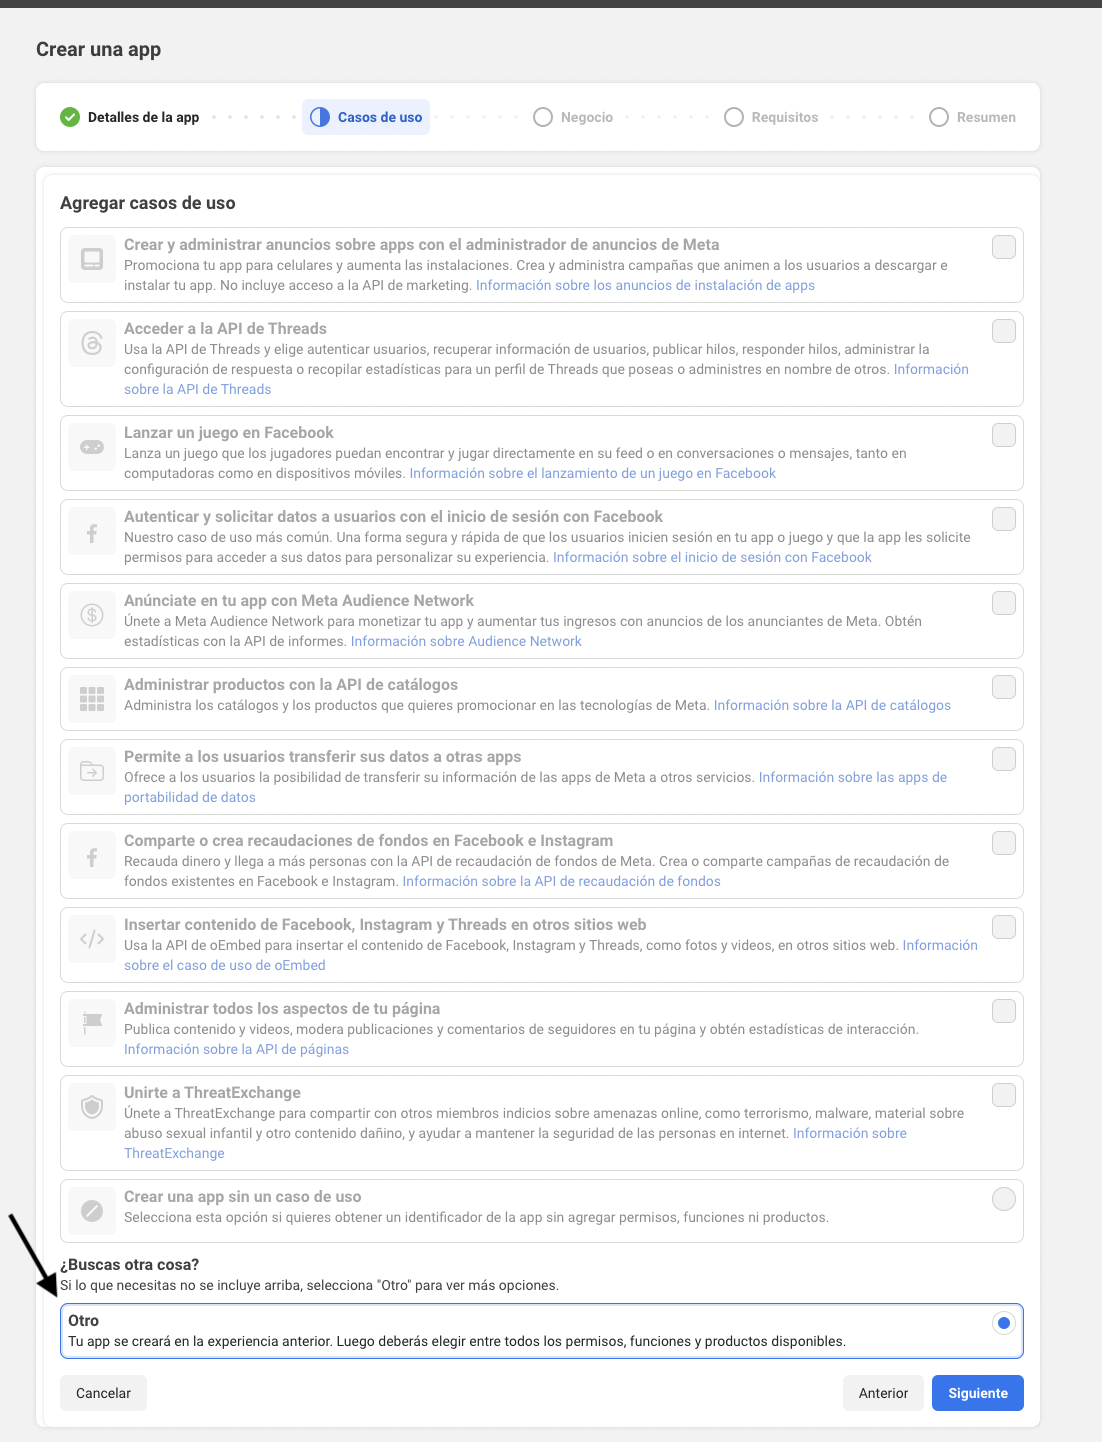 Crear una app
Detalles de la app
Casos de uso
Negocio
Requisitos
Resumen
Agregar casos de uso
Crear y administrar anuncios sobre apps con el administrador de anuncios de Meta
Promociona tu app para celulares y aumenta las instalaciones. Crea y administra campañas que animen a los usuarios a descargar e
instalar tu app. No incluye acceso a la API de marketing. Información sobre los anuncios de instalación de apps
Acceder a la API de Threads
Usa la API de Threads y elige autenticar usuarios, recuperar información de usuarios, publicar hilos, responder hilos, administrar la
configuración de respuesta o recopilar estadísticas para un perfil de Threads que poseas o administres en nombre de otros. Información
sobre la API de Threads
Lanzar un juego en Facebook
Lanza un juego que los jugadores puedan encontrar y jugar directamente en su feed o en conversaciones o mensajes, tanto en
computadoras como en dispositivos móviles. Información sobre el lanzamiento de un juego en Facebook
Autenticar y solicitar datos a usuarios con el inicio de sesión con Facebook
Nuestro caso de uso más común. Una forma segura y rápida de que los usuarios inicien sesión en tu app o juego y que la app les solicite
permisos para acceder a sus datos para personalizar su experiencia. Información sobre el inicio de sesión con Facebook
Anúnciate en tu app con Meta Audience Network
Únete a Meta Audience Network para monetizar tu app y aumentar tus ingresos con anuncios de los anunciantes de Meta. Obtén
estadísticas con la API de informes. Información sobre Audience Network
Administrar productos con la API de catálogos
Administra los catálogos y los productos que quieres promocionar en las tecnologías de Meta. Información sobre la API de catálogos
Permite a los usuarios transferir sus datos a otras apps
Ofrece a los usuarios la posibilidad de transferir su información de las apps de Meta a otros servicios. Información sobre las apps de
portabilidad de datos
Comparte o crea recaudaciones de fondos en Facebook e Instagram
Recauda dinero y llega a más personas con la API de recaudación de fondos de Meta. Crea o comparte campañas de recaudación de
fondos existentes en Facebook e Instagram. Información sobre la API de recaudación de fondos
Insertar contenido de Facebook, Instagram y Threads en otros sitios web
Usa la API de oEmbed para insertar el contenido de Facebook, Instagram y Threads, como fotos y videos, en otros sitios web. Información
sobre el caso de uso de oEmbed
Administrar todos los aspectos de tu página
Publica contenido y videos, modera publicaciones y comentarios de seguidores en tu página y obtén estadísticas de interacción.
Información sobre la API de páginas
Unirte a ThreatExchange
Únete a ThreatExchange para compartir con otros miembros indicios sobre amenazas online, como terrorismo, malware, material sobre
abuso sexual infantil y otro contenido dañino, y ayudar a mantener la seguridad de las personas en internet. Información sobre
ThreatExchange
Crear una app sin un caso de uso
Selecciona esta opción si quieres obtener un identificador de la app sin agregar permisos, funciones ni productos.
¿Buscas otra cosa?
Si lo que necesitas no se incluye arriba, selecciona "Otro" para ver más opciones.
Otro
Tu app se creará en la experiencia anterior. Luego deberás elegir entre todos los permisos, funciones y productos disponibles.
Cancelar
Anterior
Siguiente